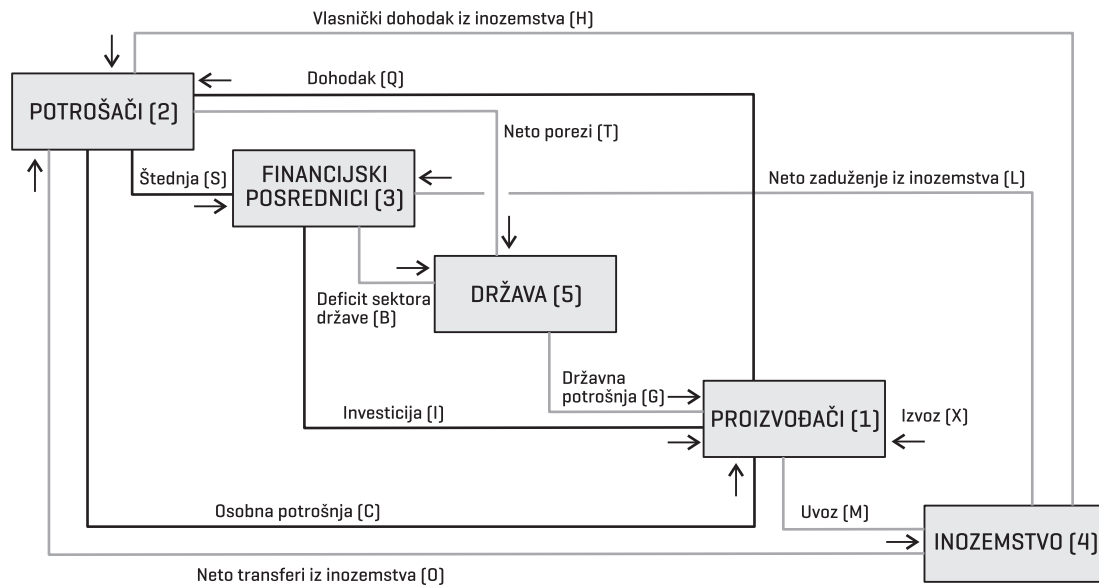 Vlasnički dohodak iz inozemstva (H)
Dohodak (Q)
POTROŠAČI (2)
Neto porezi (T)
Štednja (S)
FINANCIJSKI
POSREDNICI (3)
Neto zaduženje iz inozemstva (L)
DRŽAVA (5)
Deficit sektora
države (B)
Državna
potrošnja (G)
Investicija (I)
PROIZVOĐAČI (1)
Izvoz (X)
Osobna potrošnja (C)
Uvoz (M)
INOZEMSTVO (4)
Neto transferi iz inozemstva (O)